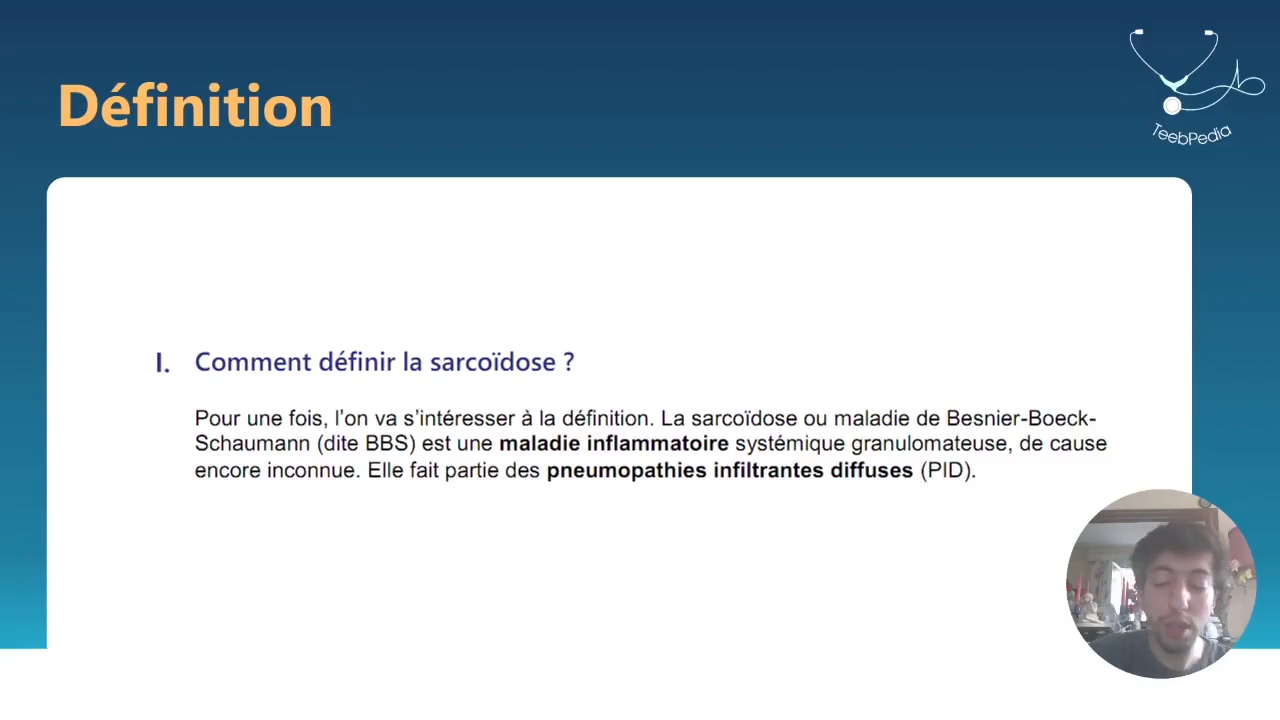 Définition
TeebPedia
I. Comment définir la sarcoïdose ?
Pour une fois, l'on va s'intéresser à la définition. La sarcoïdose ou maladie de Besnier-Boeck-
Schaumann (dite BBS) est une maladie inflammatoire systémique granulomateuse, de cause
encore inconnue. Elle fait partie des pneumopathies infiltrantes diffuses (PID).